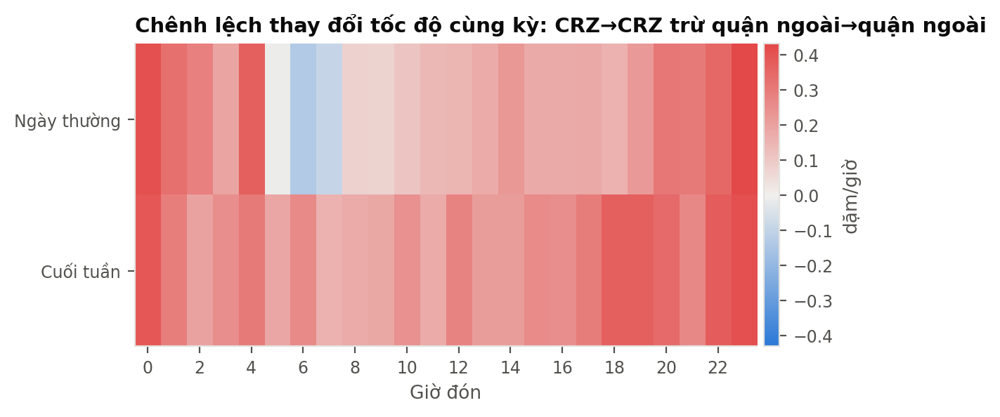 Chênh lệch thay đổi tốc độ cùng kỳ: CRZ→CRZ trừ quận ngoài→quận ngoài
Ngày thường
Cuối tuần
0 2 4 6 8 10 12 14 16 18 20 22
Giờ đón
0.4
0.3
0.2
0.1
0.0
−0.1
−0.2
−0.3
−0.4
dặm/giờ